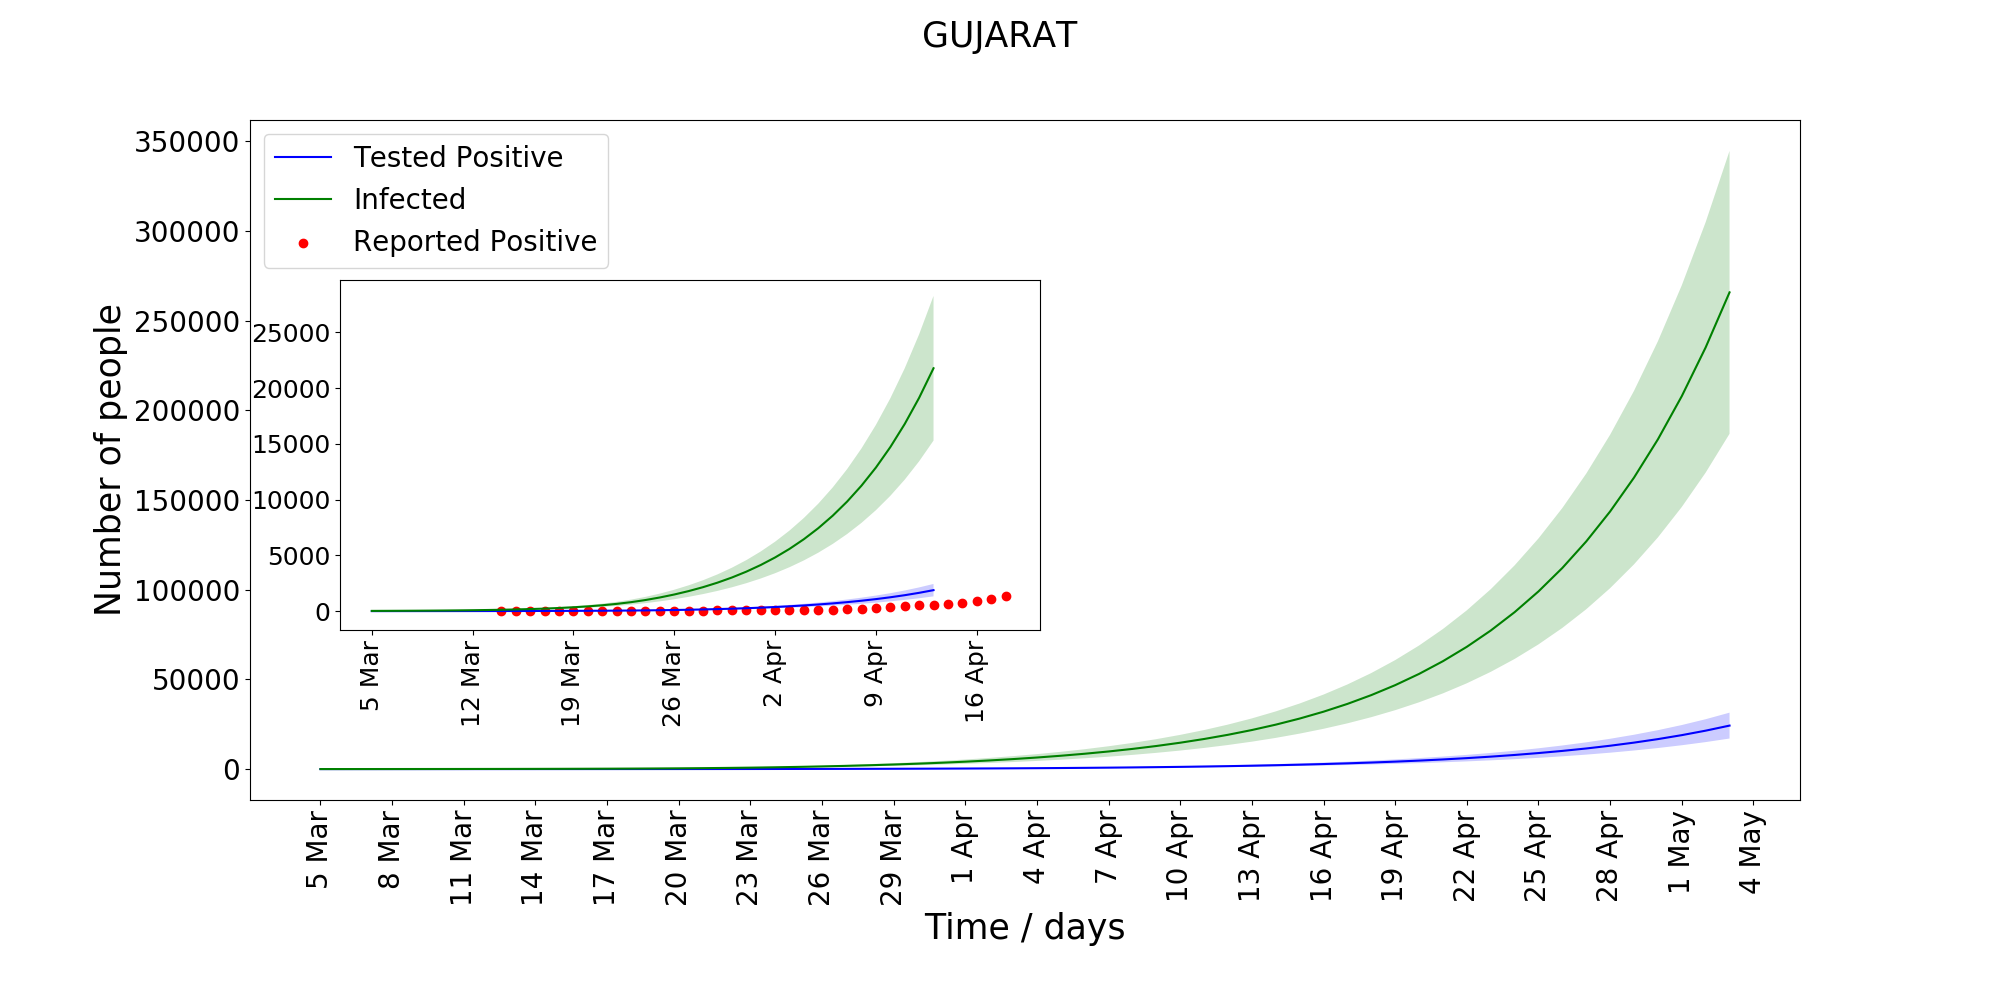 GUJARAT
Tested Positive
Infected
Reported Positive
Number of people
350000
300000
250000
200000
150000
100000
50000
0
25000
20000
15000
10000
5000
0
5 Mar
12 Mar
19 Mar
26 Mar
2 Apr
9 Apr
16 Apr
5 Mar
8 Mar
11 Mar
14 Mar
17 Mar
20 Mar
23 Mar
26 Mar
29 Mar
1 Apr
4 Apr
7 Apr
10 Apr
13 Apr
16 Apr
19 Apr
22 Apr
25 Apr
28 Apr
1 May
4 May
Time / days